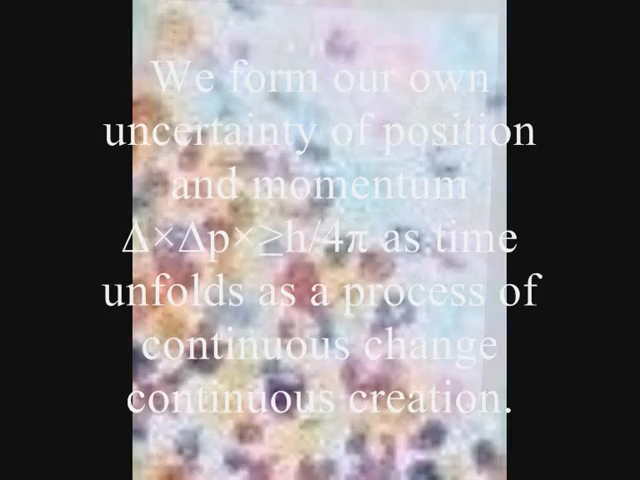 We form our own
uncertainty of position
and momentum
Δ×Δp×≥h/4π as time
unfolds as a process of
continuous change
continuous creation.